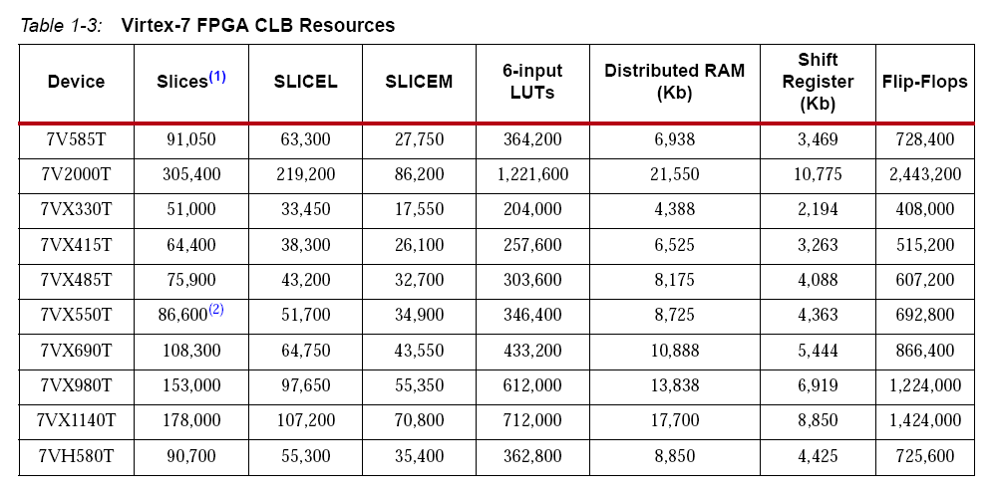 Table 1-3: Virtex-7 FPGA CLB Resources
Device Slices(1) SLICEL SLICEM 6-input LUTs Distributed RAM (Kb) Shift Register (Kb) Flip-Flops
7V585T 91,050 63,300 27,750 364,200 6,938 3,469 728,400
7V2000T 305,400 219,200 86,200 1,221,600 21,550 10,775 2,443,200
7VX330T 51,000 33,450 17,550 204,000 4,388 2,194 408,000
7VX415T 64,400 38,300 26,100 257,600 6,525 3,263 515,200
7VX485T 75,900 43,200 32,700 303,600 8,175 4,088 607,200
7VX550T 86,600(2) 51,700 34,900 346,400 8,725 4,363 692,800
7VX690T 108,300 64,750 43,550 433,200 10,888 5,444 866,400
7VX980T 153,000 97,650 55,350 612,000 13,838 6,919 1,224,000
7VX1140T 178,000 107,200 70,800 712,000 17,700 8,850 1,424,000
7VH580T 90,700 55,300 35,400 362,800 8,850 4,425 725,600